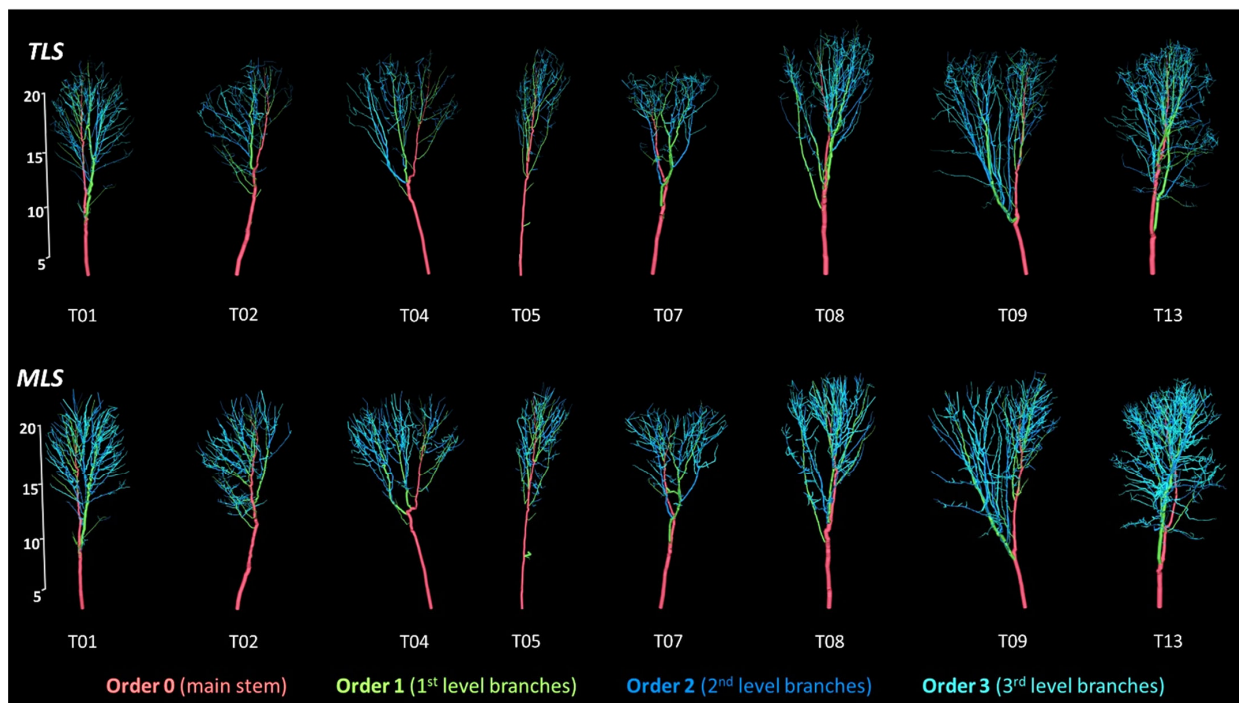 TLS
20
15
10
5
T01 T02 T04 T05 T07 T08 T09 T13
MLS
20
15
10
5
T01 T02 T04 T05 T07 T08 T09 T13
Order 0 (main stem) Order 1 (1st level branches) Order 2 (2nd level branches) Order 3 (3rd level branches)